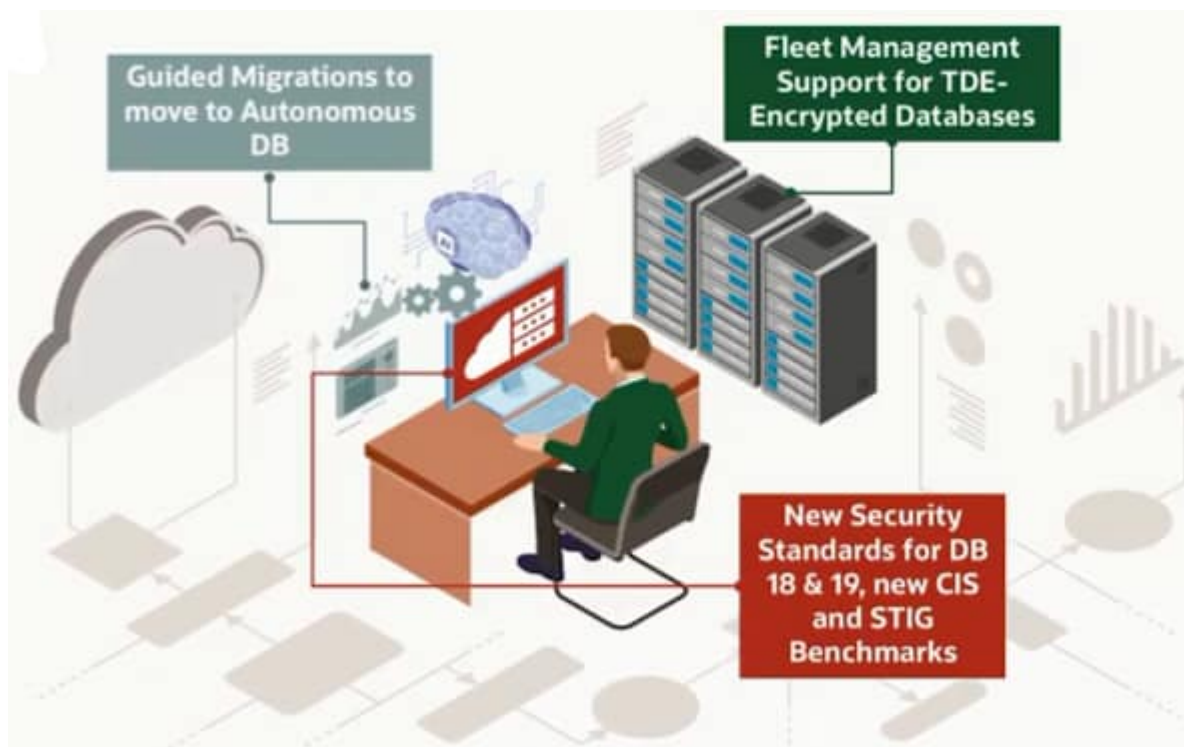 Guided Migrations to
move to Autonomous
DB
Fleet Management
Support for TDE-
Encrypted Databases
AI
New Security
Standards for DB
18 & 19, new CIS
and STIG
Benchmarks